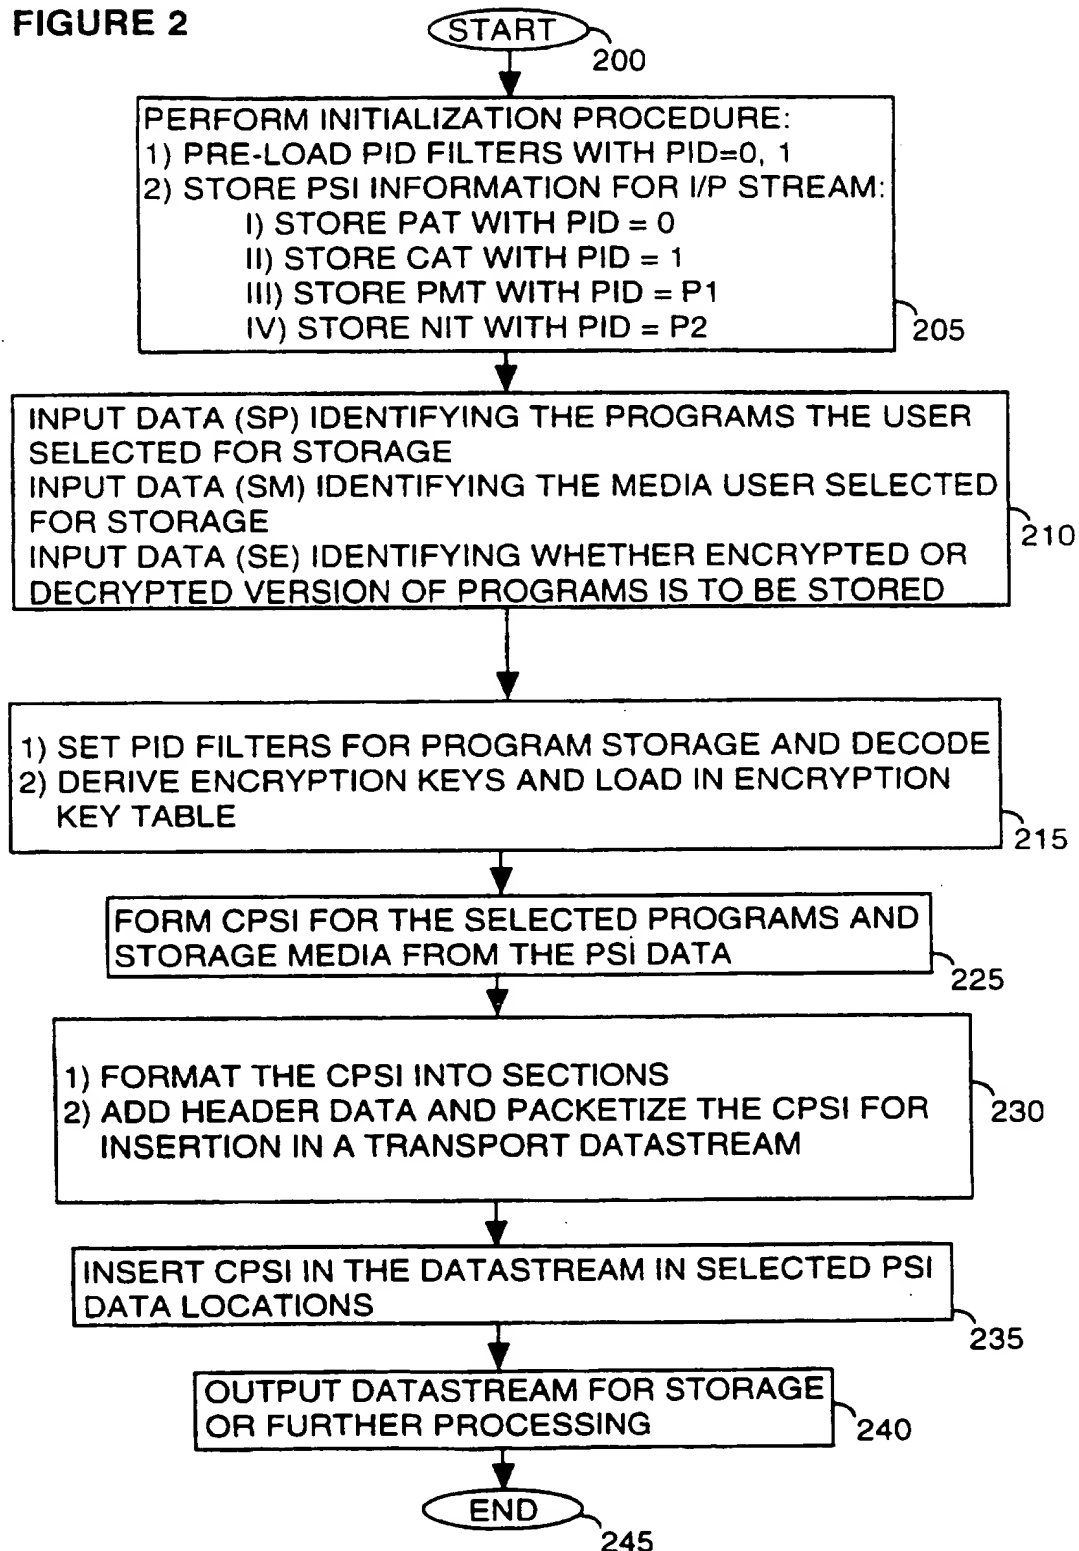 FIGURE 2
START
200
PERFORM INITIALIZATION PROCEDURE:
1) PRE-LOAD PID FILTERS WITH PID=0, 1
2) STORE PSI INFORMATION FOR I/P STREAM:
I) STORE PAT WITH PID = 0
II) STORE CAT WITH PID = 1
III) STORE PMT WITH PID = P1
IV) STORE NIT WITH PID = P2
205
INPUT DATA (SP) IDENTIFYING THE PROGRAMS THE USER
SELECTED FOR STORAGE
INPUT DATA (SM) IDENTIFYING THE MEDIA USER SELECTED
FOR STORAGE
INPUT DATA (SE) IDENTIFYING WHETHER ENCRYPTED OR
DECRYPTED VERSION OF PROGRAMS IS TO BE STORED
210
1) SET PID FILTERS FOR PROGRAM STORAGE AND DECODE
2) DERIVE ENCRYPTION KEYS AND LOAD IN ENCRYPTION
KEY TABLE
215
FORM CPSI FOR THE SELECTED PROGRAMS AND
STORAGE MEDIA FROM THE PSI DATA
225
1) FORMAT THE CPSI INTO SECTIONS
2) ADD HEADER DATA AND PACKETIZE THE CPSI FOR
INSERTION IN A TRANSPORT DATASTREAM
230
INSERT CPSI IN THE DATASTREAM IN SELECTED PSI
DATA LOCATIONS
235
OUTPUT DATASTREAM FOR STORAGE
OR FURTHER PROCESSING
240
END
245